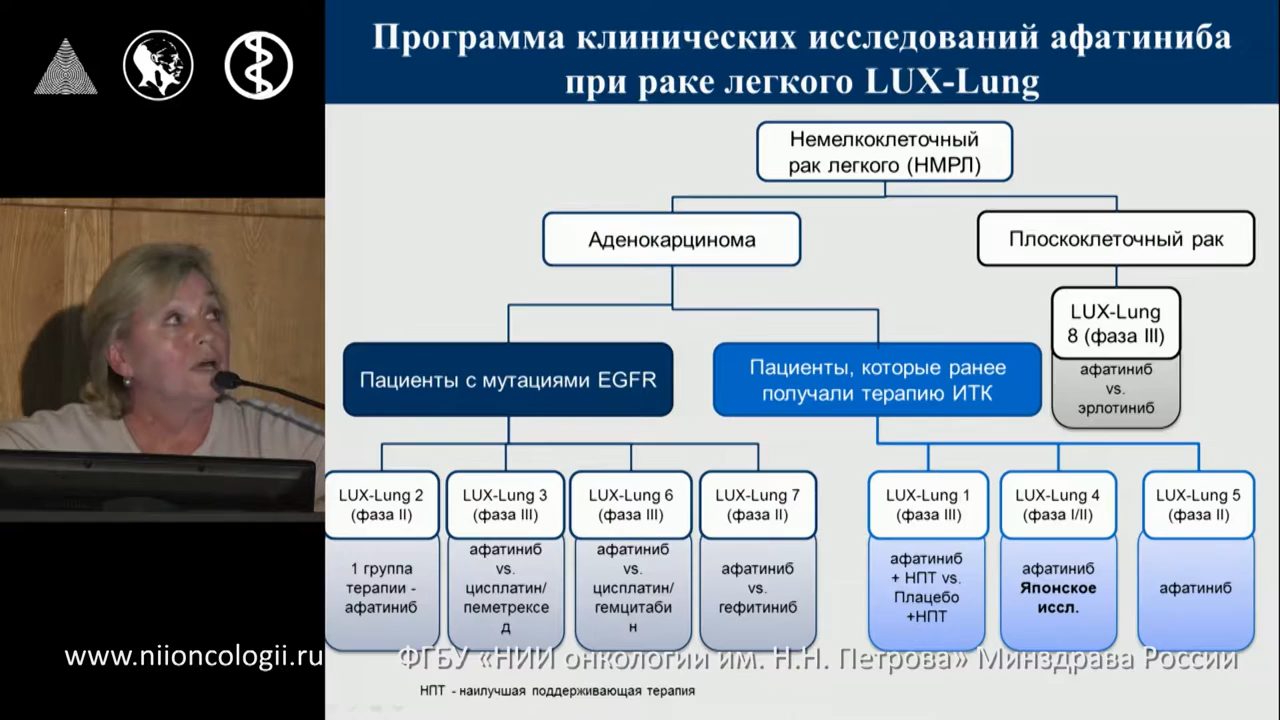 Программа клинических исследований афатиниба
при раке легкого LUX-Lung
Немелкоклеточный
рак легкого (НМРЛ)
Аденокарцинома
Плоскоклеточный рак
LUX-Lung
8 (фаза III)
афатиниб
vs.
эрлотиниб
Пациенты с мутациями EGFR
Пациенты, которые ранее
получали терапию ИТК
LUX-Lung 2
(фаза II)
1 группа
терапии -
афатиниб
LUX-Lung 3
(фаза III)
афатиниб
vs.
цисплатин/
пеметрексе
д
LUX-Lung 6
(фаза III)
афатиниб
vs.
цисплатин/
гемцитаби
н
LUX-Lung 7
(фаза II)
афатиниб
vs.
гефитиниб
LUX-Lung 1
(фаза III)
афатиниб
+ НПТ vs.
Плацебо
+НПТ
LUX-Lung 4
(фаза I/II)
афатиниб
Японское
иссл.
LUX-Lung 5
(фаза II)
афатиниб
www.niioncologii.ru
ФГБУ «НИИ онкологии им. Н.Н. Петрова» Минздрава России
НПТ - наилучшая поддерживающая терапия